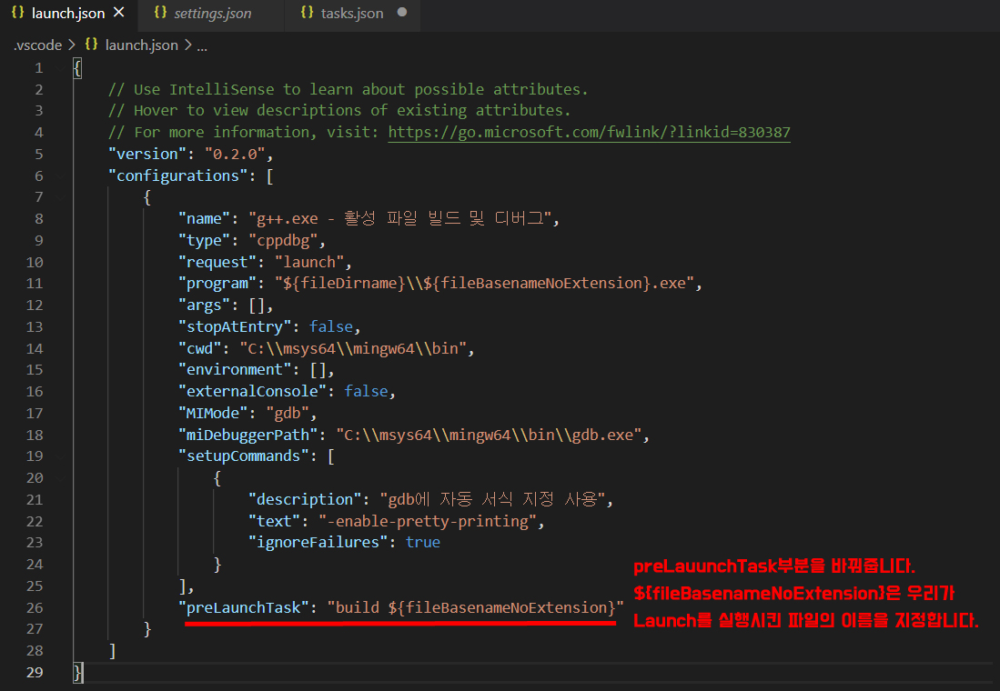 {} launch.json ×
{} settings.json
{} tasks.json ●
.vscode > {} launch.json > ...
1 {
2 // Use IntelliSense to learn about possible attributes.
3 // Hover to view descriptions of existing attributes.
4 // For more information, visit: https://go.microsoft.com/fwlink/?linkid=830387
5 "version": "0.2.0",
6 "configurations": [
7 {
8 "name": "g++.exe - 활성 파일 빌드 및 디버그",
9 "type": "cppdbg",
10 "request": "launch",
11 "program": "${fileDirname}\\${fileBasenameNoExtension}.exe",
12 "args": [],
13 "stopAtEntry": false,
14 "cwd": "C:\\msys64\\mingw64\\bin",
15 "environment": [],
16 "externalConsole": false,
17 "MIMode": "gdb",
18 "miDebuggerPath": "C:\\msys64\\mingw64\\bin\\gdb.exe",
19 "setupCommands": [
20 {
21 "description": "gdb에 자동 서식 지정 사용",
22 "text": "-enable-pretty-printing",
23 "ignoreFailures": true
24 }
25 ],
26 "preLaunchTask": "build ${fileBasenameNoExtension}"
27 }
28 ]
29 }
preLauunchTask부분을 바꿔줍니다.
${fileBasenameNoExtension}은 우리가
Launch를 실행시킨 파일의 이름을 지정합니다.